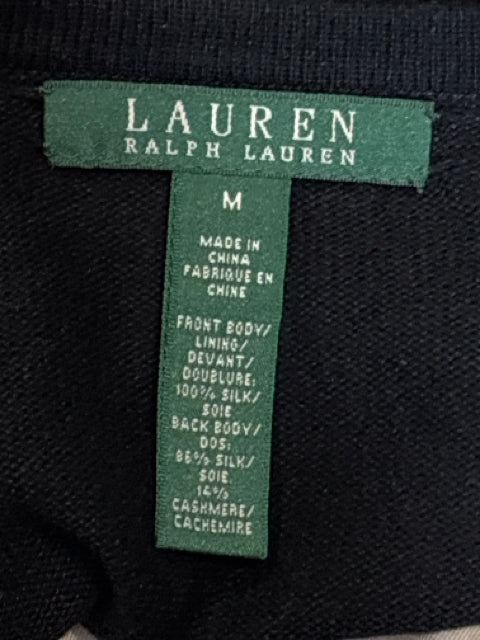 LAUREN
RALPH LAUREN
M
MADE IN
CHINA
FABRIQUE EN
CHINE
FRONT BODY/
LINING/
DEVANT/
DOUBLURE:
100% SILK/
SOIE
BACK BODY/
DOS:
86% SILK/
SOIE
14%
CASHMERE/
CACHEMIRE